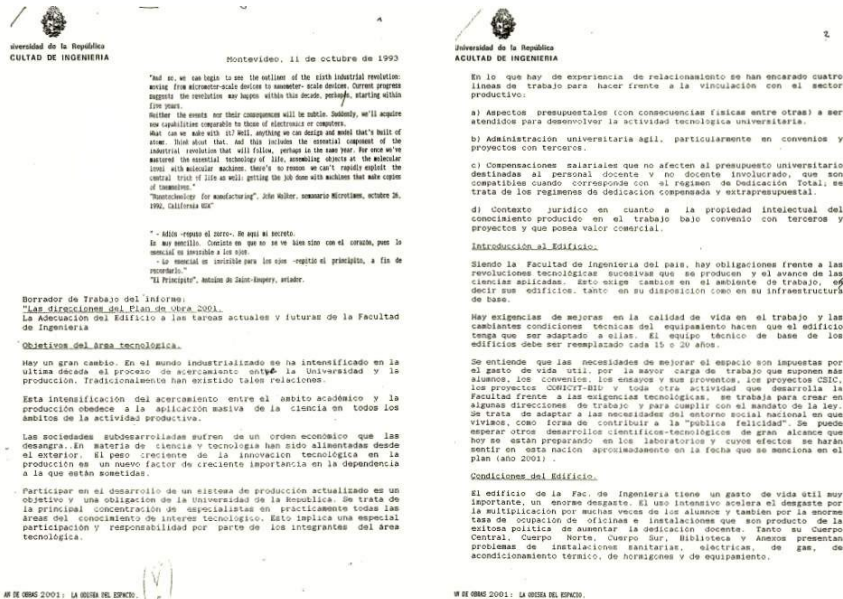 iversidad de la República
CULTAD DE INGENIERIA
Montevideo, 11 de octubre de 1993
"And so, we can begin to see the outlines of the sixth industrial revolution:
moving from micrometer-scale devices to nanometer- scale devices. Current progress
suggests the revolution may happen within this decade, perhaps, starting within
five years.
Neither the events nor their consequences will be subtle. Suddenly, we'll acquire
new capabilities comparable to those of electronics or computers.
What can we make with it? Well, anything we can design and model that's built of
atoms. Think about that. And this includes the essential component of the
industrial revolution that will follow, perhaps in the same year. For once we've
mastered the essential technology of life, assembling objects at the molecular
level with molecular machines, there's no reason we can't rapidly exploit the
central trick of life as well: getting the job done with machines that make copies
of themselves."
"Nanotechnology for manufacturing", John Walker, semanario Microtimes, octubre 26,
1992, California USA"
" - Adiós -repuso el zorro-. He aquí mi secreto.
Es muy sencillo. Consiste en que no se ve bien sino con el corazón, pues lo
esencial es invisible a los ojos.
- Lo esencial es invisible para los ojos -repitió el principito, a fin de
recordarlo."
"El Principito", Antoine de Saint-Exupery, aviador.
Borrador de Trabajo del informe:
"Las direcciones del Plan de Obra 2001.
La Adecuación del Edificio a las tareas actuales y futuras de la Facultad
de Ingeniería
Objetivos del área tecnológica.
Hay un gran cambio. En el mundo industrializado se ha intensificado en la
ultima década el proceso de acercamiento entre la Universidad y la
producción. Tradicionalmente han existido tales relaciones.
Esta intensificación del acercamiento entre el ambito académico y la
producción obedece a la aplicación masiva de la ciencia en todos los
ámbitos de la actividad productiva.
Las sociedades subdesarrolladas sufren de un orden económico que las
desangra. En materia de ciencia y tecnología han sido alimentadas desde
el exterior. El peso creciente de la innovacion tecnológica en la
producción es un nuevo factor de creciente importancia en la dependencia
a la que están sometidas.
Participar en el desarrollo de un sistema de producción actualizado es un
objetivo y una obligación de la Universidad de la República. Se trata de
la principal concentración de especialistas en prácticamente todas las
áreas del conocimiento de interes tecnológico. Esto implica una especial
participación y responsabilidad por parte de los integrantes del área
tecnológica.
AN DE OBRAS 2001: LA ODISEA DEL ESPACIO.
2
Universidad de la República
ACULTAD DE INGENIERIA
En lo que hay de experiencia de relacionamiento se han encarado cuatro
lineas de trabajo para hacer frente a la vinculación con el sector
productivo:
a) Aspectos presupuestales (con consecuencias físicas entre otras) a ser
atendidos para desenvolver la actividad tecnológica universitaria.
b) Administración universitaria agil, particularmente en convenios y
proyectos con terceros.
c) Compensaciones salariales que no afecten al presupuesto universitario
destinadas al personal docente y no docente involucrado, que son
compatibles cuando corresponde con el régimen de Dedicación Total; se
trata de los regimenes de dedicación compensada y extrapresupuestal.
d) Contexto juridico en cuanto a la propiedad intelectual del
conocimiento producido en el trabajo bajo convenio con terceros y
proyectos y que posea valor comercial.
Introducción al Edificio:
Siendo la Facultad de Ingenieria del país, hay obligaciones frente a las
revoluciones tecnológicas sucesivas que se producen y el avance de las
ciencias aplicadas. Esto exige cambios en el ambiente de trabajo, es
decir sus edificios, tanto en su disposición como en su infraestructura
de base.
Hay exigencias de mejoras en la calidad de vida en el trabajo y las
cambiantes condiciones técnicas del equipamiento hacen que el edificio
tenga que ser adaptado a ellas. El equipo técnico de base de los
edificios debe ser reemplazado cada 15 o 20 años.
Se entiende que las necesidades de mejorar el espacio son impuestas por
el gasto de vida util, por la mayor carga de trabajo que suponen más
alumnos, los convenios, los ensayos y sus proventos, los proyectos CSIC,
los proyectos CONICYT-BID y toda otra actividad que desarrolla la
Facultad frente a las exigencias tecnológicas, se trabaja para crear en
algunas direcciones de trabajo y para cumplir con el mandato de la ley.
Se trata de adaptar a las necesidades del entorno social nacional en que
vivimos, como forma de contribuir a la "pública felicidad". Se puede
esperar otros desarrollos científicos-tecnológicos de gran alcance que
hoy se están preparando en los laboratorios y cuyos efectos se harán
sentir en esta nación aproximadamente en la fecha que se menciona en el
plan (año 2001) .
Condiciones del Edificio.
El edificio de la Fac. de Ingeniería tiene un gasto de vida útil muy
importante, un enorme desgaste. El uso intensivo acelera el desgaste por
la multiplicación por muchas veces de los alumnos y también por la enorme
tasa de ocupación de oficinas e instalaciones que son producto de la
exitosa política de aumentar la dedicación docente. Tanto su Cuerpo
Central, Cuerpo Norte, Cuerpo Sur, Biblioteca y Anexos presentan
problemas de instalaciones sanitarias, electricas, de gas, de
acondicionamiento térmico, de hormigones y de equipamiento.
AN DE OBRAS 2001: LA ODISEA DEL ESPACIO.